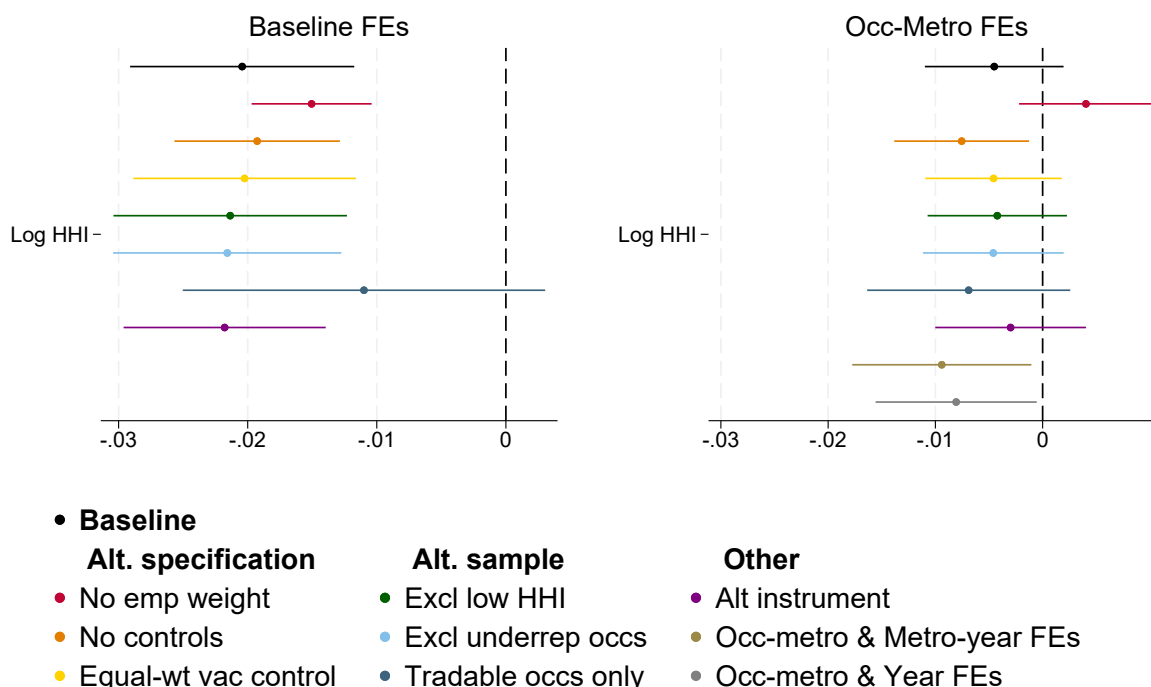 Baseline FEs
Occ-Metro FEs
Log HHI
Log HHI
-.03 -.02 -.01 0
-.03 -.02 -.01 0
Baseline
Alt. specification
Alt. sample
Other
No emp weight
Excl low HHI
Alt instrument
No controls
Excl underrep occs
Occ-metro & Metro-year FEs
Equal-wt vac control
Tradable occs only
Occ-metro & Year FEs